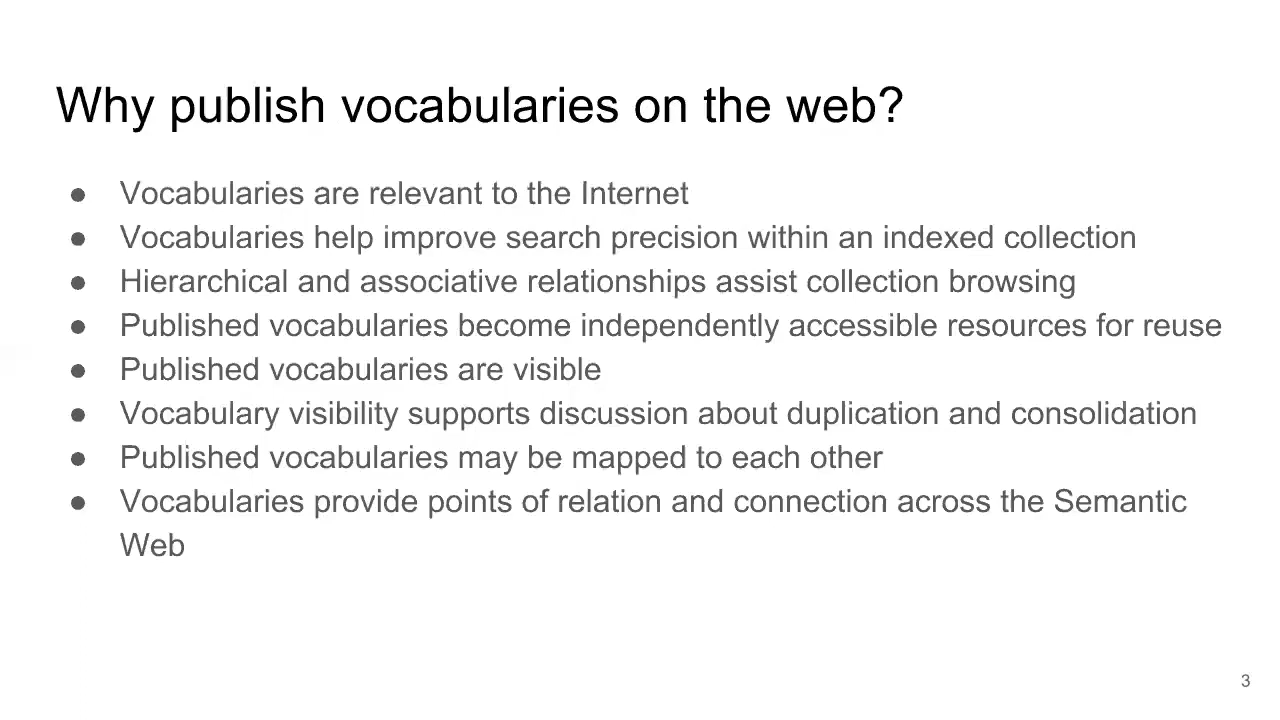 Why publish vocabularies on the web?
● Vocabularies are relevant to the Internet
● Vocabularies help improve search precision within an indexed collection
● Hierarchical and associative relationships assist collection browsing
● Published vocabularies become independently accessible resources for reuse
● Published vocabularies are visible
● Vocabulary visibility supports discussion about duplication and consolidation
● Published vocabularies may be mapped to each other
● Vocabularies provide points of relation and connection across the Semantic
Web
3